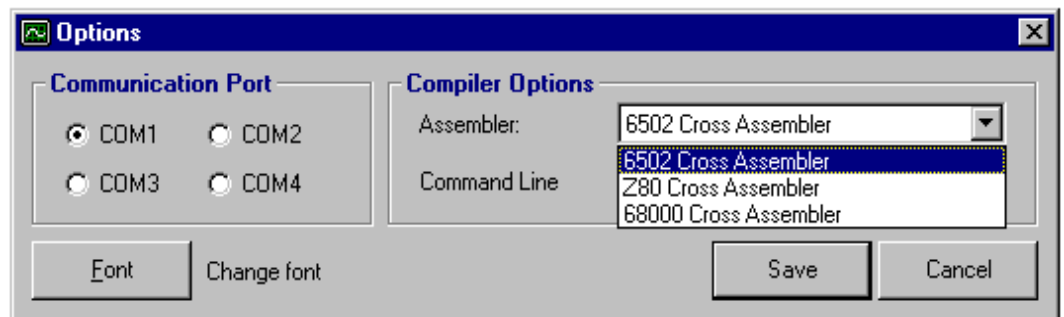 Options
Communication Port
COM1
COM2
COM3
COM4
Compiler Options
Assembler:
6502 Cross Assembler
6502 Cross Assembler
Z80 Cross Assembler
68000 Cross Assembler
Command Line
Font
Change font
Save
Cancel